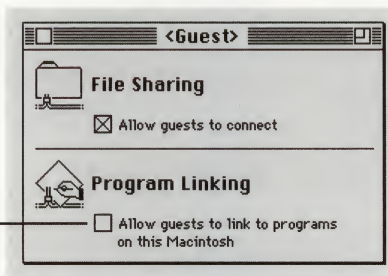 <Guest>
File Sharing
Allow guests to connect
Program Linking
Allow guests to link to programs
on this Macintosh